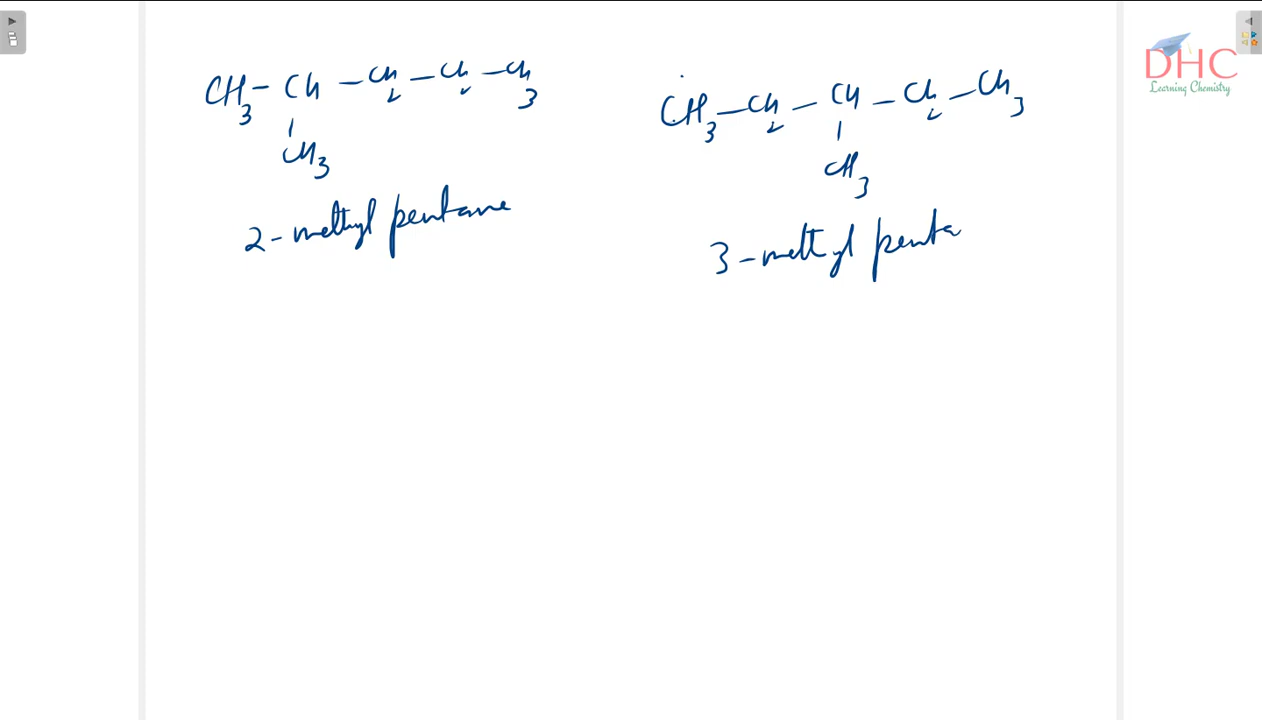 CH3 - CH - CH2 - CH2 - CH3
|
CH3
2-methyl pentane
CH3 - CH2 - CH - CH2 - CH3
|
CH3
3-methyl penta
DHC
Learning Chemistry